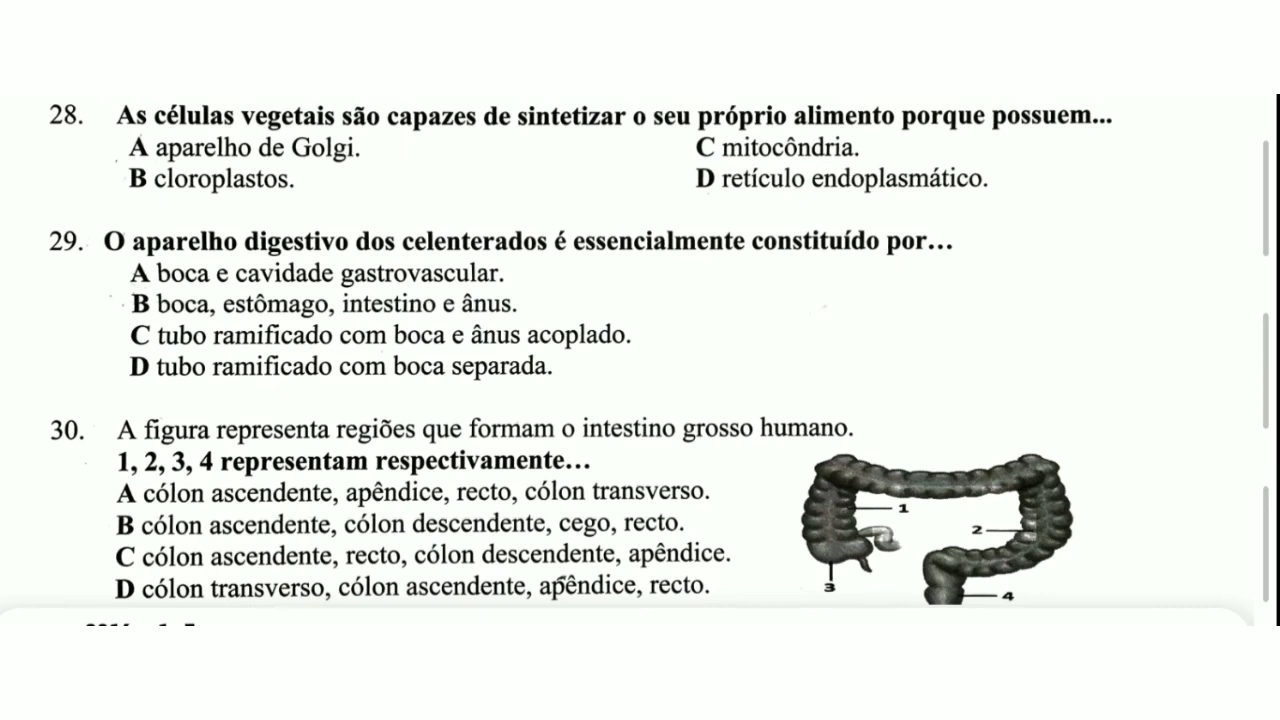 28. As células vegetais são capazes de sintetizar o seu próprio alimento porque possuem...
A aparelho de Golgi. C mitocôndria.
B cloroplastos. D retículo endoplasmático.
29. O aparelho digestivo dos celenterados é essencialmente constituído por...
A boca e cavidade gastrovascular.
B boca, estômago, intestino e ânus.
C tubo ramificado com boca e ânus acoplado.
D tubo ramificado com boca separada.
30. A figura representa regiões que formam o intestino grosso humano.
1, 2, 3, 4 representam respectivamente...
A cólon ascendente, apêndice, recto, cólon transverso.
B cólon ascendente, cólon descendente, cego, recto.
C cólon ascendente, recto, cólon descendente, apêndice.
D cólon transverso, cólon ascendente, apêndice, recto.
1
2
3
4